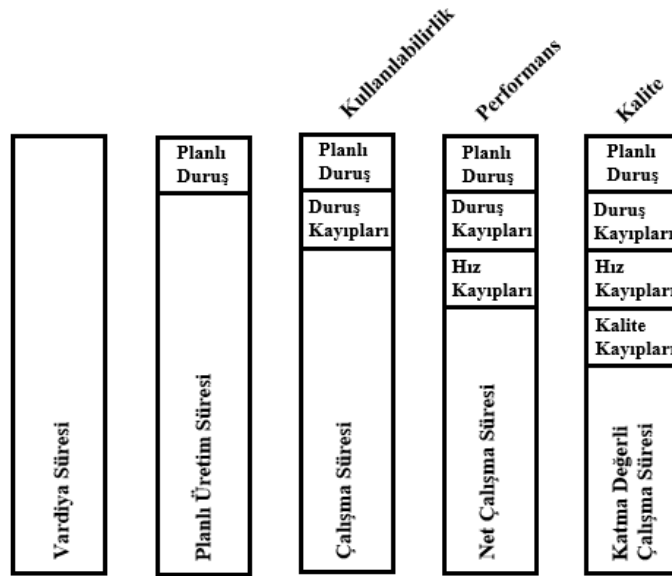 Kullanılabilirlik
Performans
Kalite
Vardiya Süresi
Planlı
Duruş
Planlı Üretim Süresi
Planlı
Duruş
Duruş
Kayıpları
Çalışma Süresi
Planlı
Duruş
Duruş
Kayıpları
Hız
Kayıpları
Net Çalışma Süresi
Planlı
Duruş
Duruş
Kayıpları
Hız
Kayıpları
Kalite
Kayıpları
Katma Değerli
Çalışma Süresi